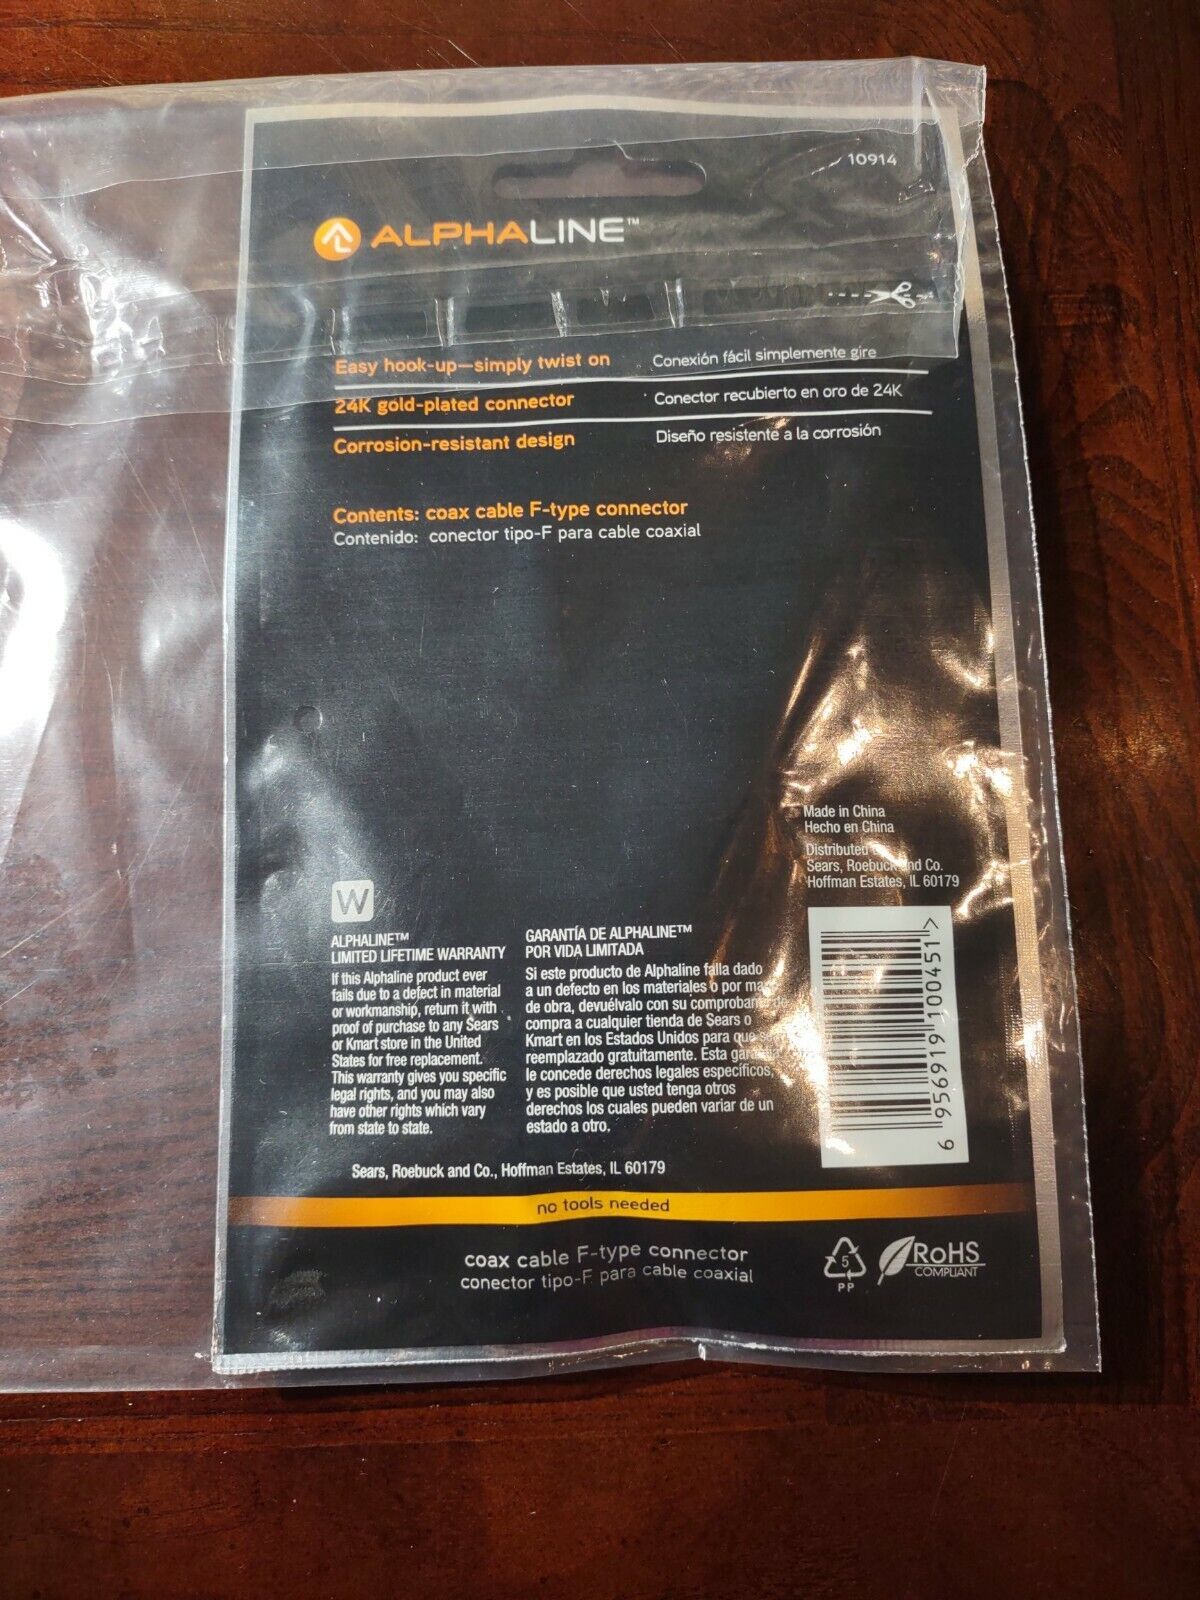 10914
ALPHALINE™
Easy hook-up—simply twist on
Conexión fácil simplemente gire
24K gold-plated connector
Conector recubierto en oro de 24K
Corrosion-resistant design
Diseño resistente a la corrosión
Contents: coax cable F-type connector
Contenido: conector tipo-F para cable coaxial
Made in China
Hecho en China
Distributed
Sears, Roebuck and Co.
Hoffman Estates, IL 60179
W
ALPHALINE™
LIMITED LIFETIME WARRANTY
If this Alphaline product ever
fails due to a defect in material
or workmanship, return it with
proof of purchase to any Sears
or Kmart store in the United
States for free replacement.
This warranty gives you specific
legal rights, and you may also
have other rights which vary
from state to state.
GARANTÍA DE ALPHALINE™
POR VIDA LIMITADA
Si este producto de Alphaline falla dado
a un defecto en los materiales o por
de obra, devuélvalo con su comprobante de
compra a cualquier tienda de Sears o
Kmart en los Estados Unidos para que
reemplazado gratuitamente. Esta garantía
le concede derechos legales específicos,
y es posible que usted tenga otros
derechos los cuales pueden variar de un
estado a otro.
6 956919 100451 >
Sears, Roebuck and Co., Hoffman Estates, IL 60179
no tools needed
coax cable F-type connector
conector tipo-F para cable coaxial
5
PP
RoHS
COMPLIANT